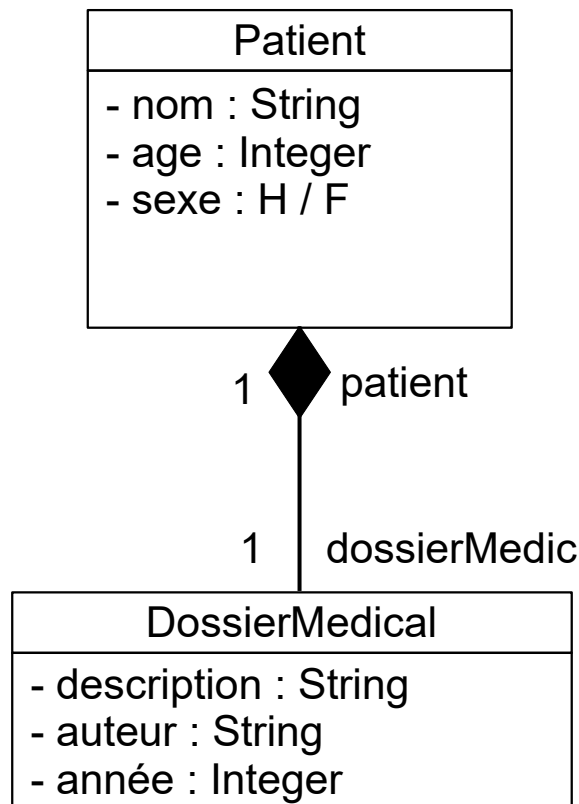 Patient
- nom : String
- age : Integer
- sexe : H / F
1 patient
1 dossierMedic
DossierMedical
- description : String
- auteur : String
- année : Integer